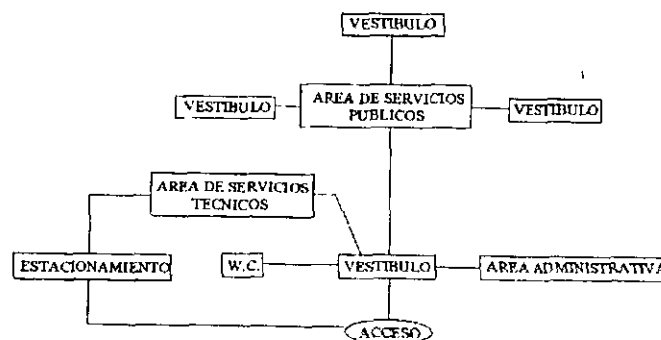 VESTIBULO
VESTIBULO
AREA DE SERVICIOS
PUBLICOS
VESTIBULO
AREA DE SERVICIOS
TECNICOS
ESTACIONAMIENTO
W.C.
VESTIBULO
AREA ADMINISTRATIVA
ACCESO